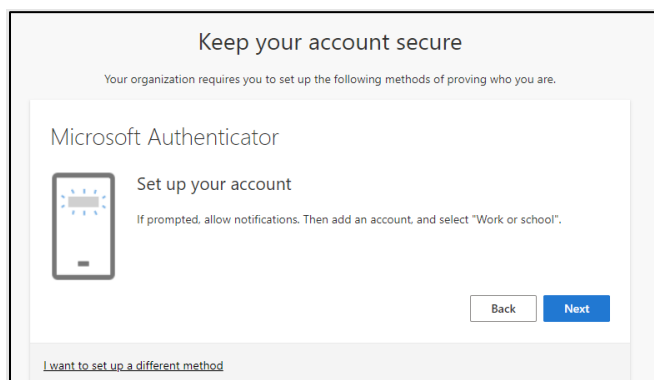 Keep your account secure
Your organization requires you to set up the following methods of proving who you are.
Microsoft Authenticator
Set up your account
If prompted, allow notifications. Then add an account, and select "Work or school".
Back
Next
I want to set up a different method